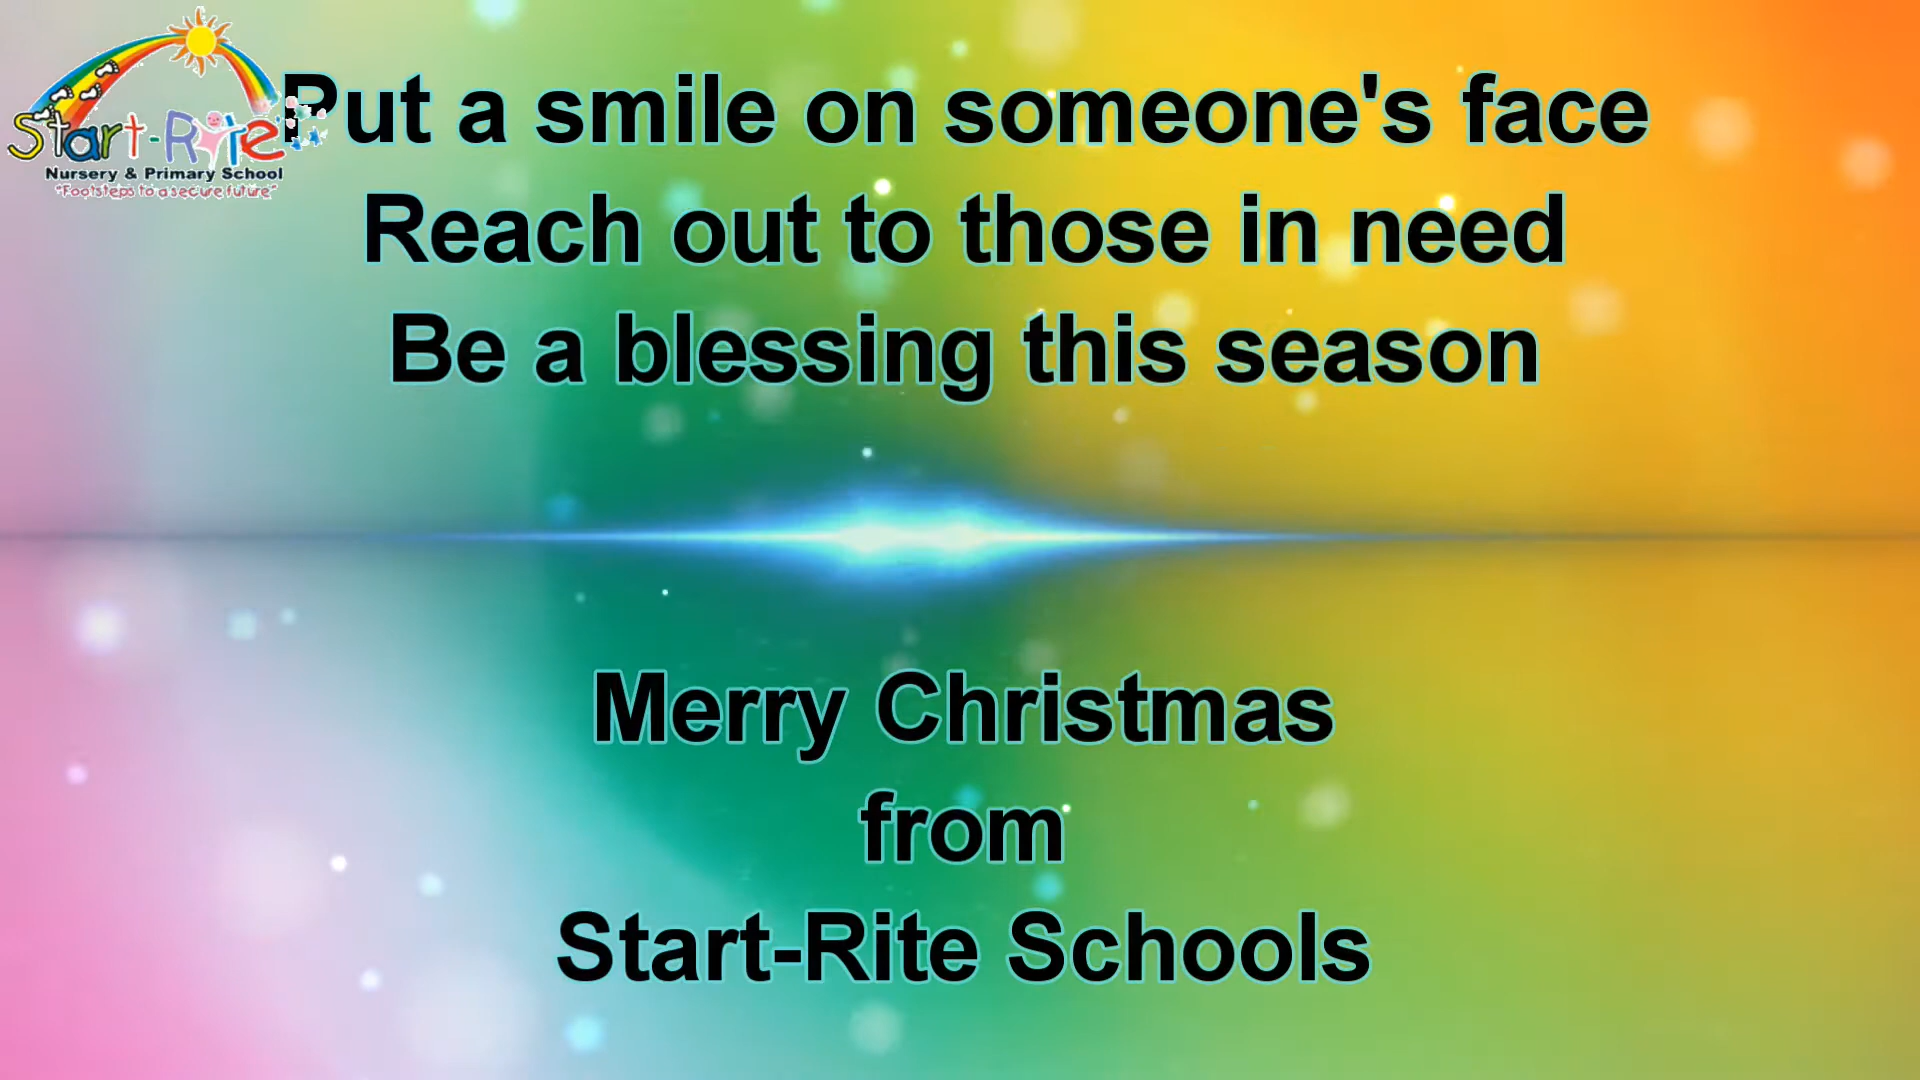 Start-Rite
Nursery & Primary School
"Footsteps to a secure future"
Put a smile on someone's face
Reach out to those in need
Be a blessing this season
Merry Christmas
from
Start-Rite Schools